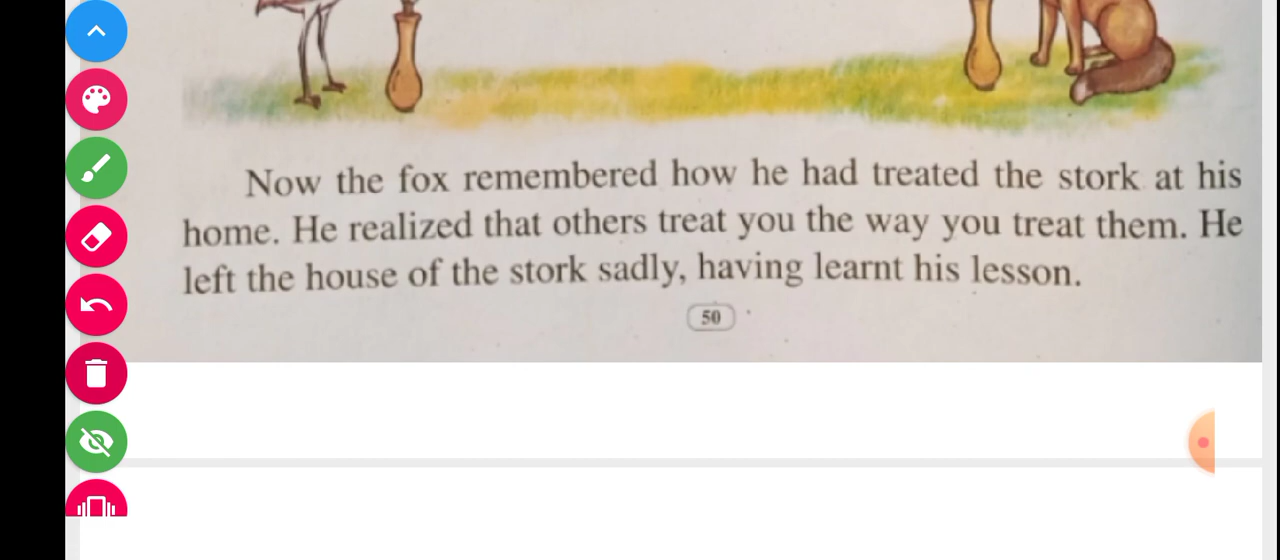 Now the fox remembered how he had treated the stork at his
home. He realized that others treat you the way you treat them. He
left the house of the stork sadly, having learnt his lesson.
50